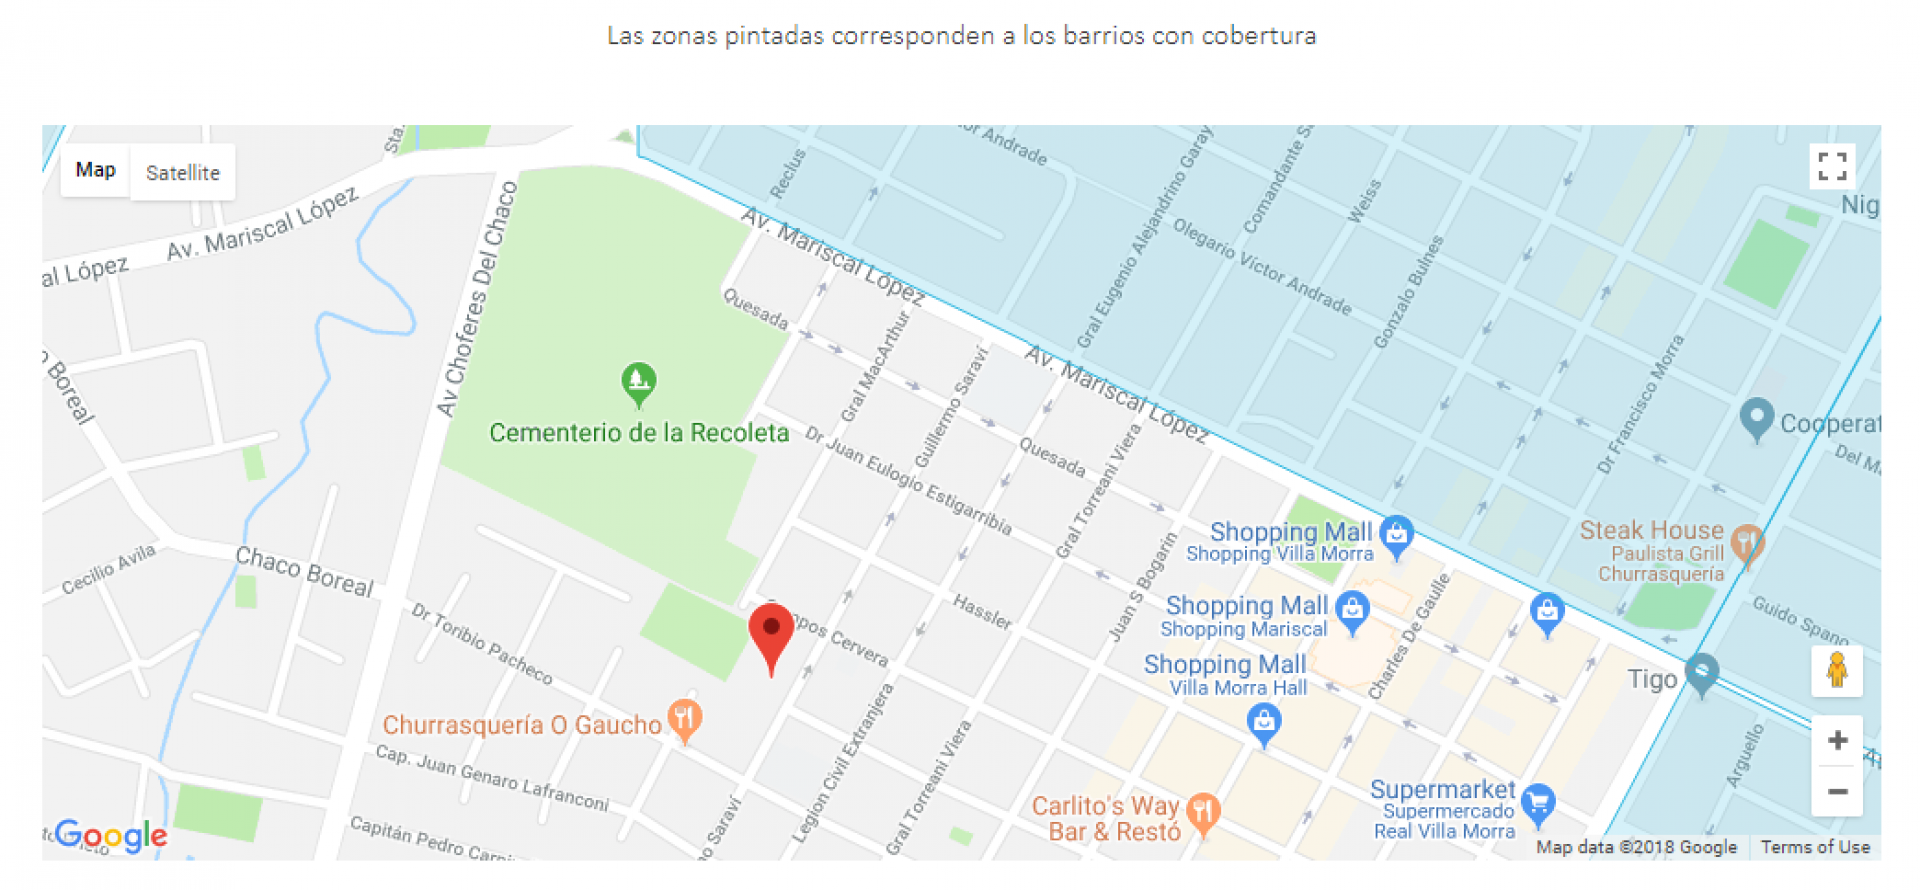 Las zonas pintadas corresponden a los barrios con cobertura
Map
Satellite
Sta.
Av. Mariscal López
al López
Av Choferes Del Chaco
Reclus
or Andrade
Gral Eugenio Alejandrino Garay
Comandante S
Weiss
Olegario Víctor Andrade
Gonzalo Bulnes
Nig
Av. Mariscal López
Quesada
Gral MacArthur
Guillermo Saraví
Av. Mariscal López
Dr Francisco Morra
Cooperat
Del M
o Boreal
Cementerio de la Recoleta
Dr Juan Eulogio Estigarribia
Quesada
Gral Torreani Viera
Juan S Bogarín
Shopping Mall
Shopping Villa Morra
Steak House
Paulista Grill
Churrasquería
Cecilio Avila
Chaco Boreal
Dr Toribio Pacheco
Hassler
pos Cervera
Shopping Mall
Shopping Mariscal
Charles De Gaulle
Guido Spano
Shopping Mall
Villa Morra Hall
Tigo
Churrasquería O Gaucho
Legion Civil Extranjera
Gral Torreani Viera
Cap. Juan Genaro Lafranconi
o Saraví
Arguello
Carlito's Way
Bar & Restó
Supermarket
Supermercado
Real Villa Morra
Capitán Pedro Carpi
Google
Map data ©2018 Google
Terms of Use